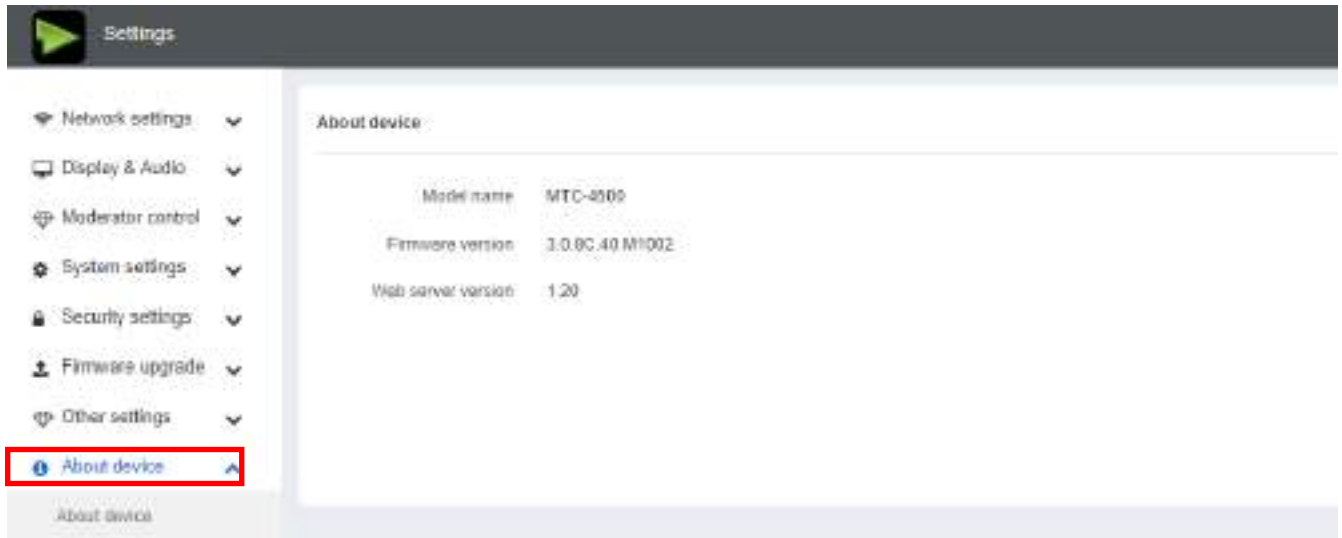 Settings
Network settings
Display & Audio
Moderator control
System settings
Security settings
Firmware upgrade
Other settings
About device
About device
About device
Model name MTC-4500
Firmware version 3.0.8C.40.M1002
Web server version 1.20